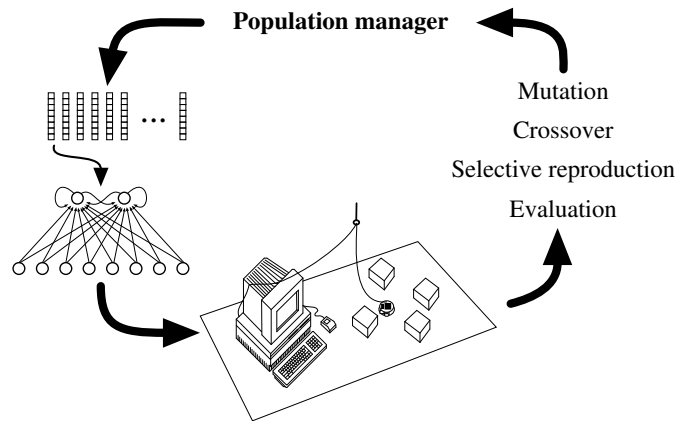 Population manager
Mutation
Crossover
Selective reproduction
Evaluation